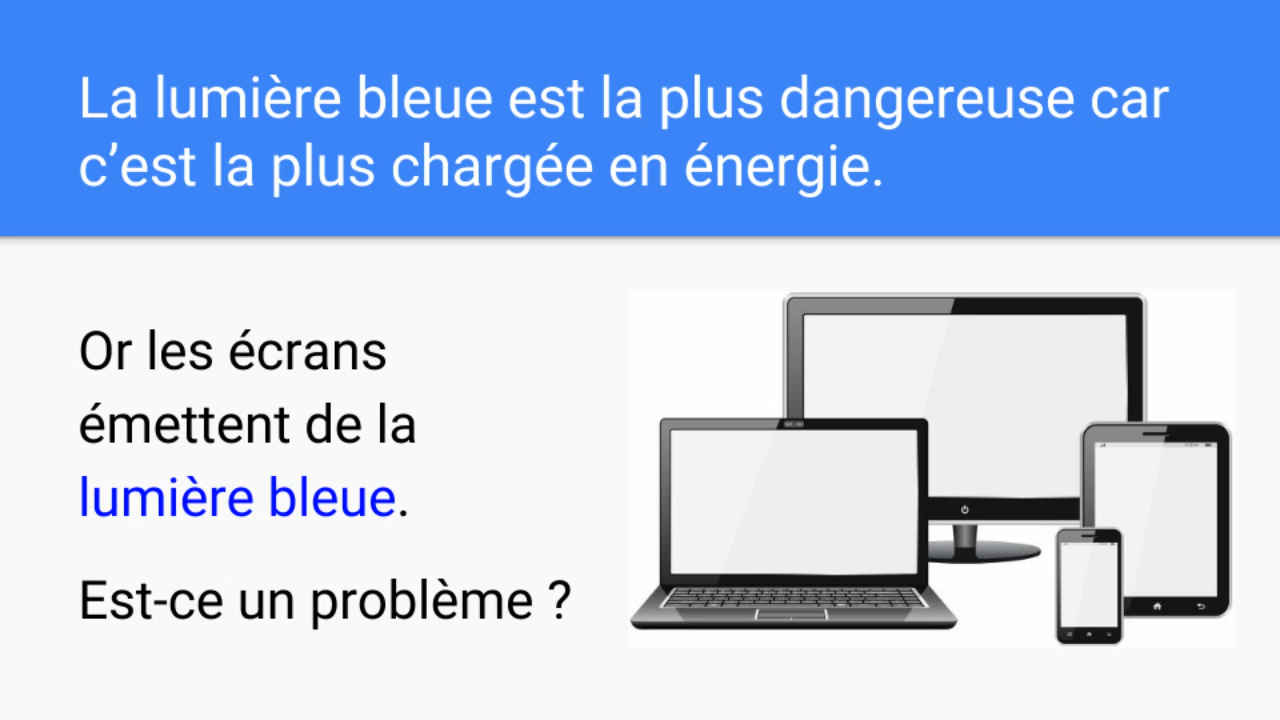 La lumière bleue est la plus dangereuse car
c’est la plus chargée en énergie.
Or les écrans
émettent de la
lumière bleue.
Est-ce un problème ?